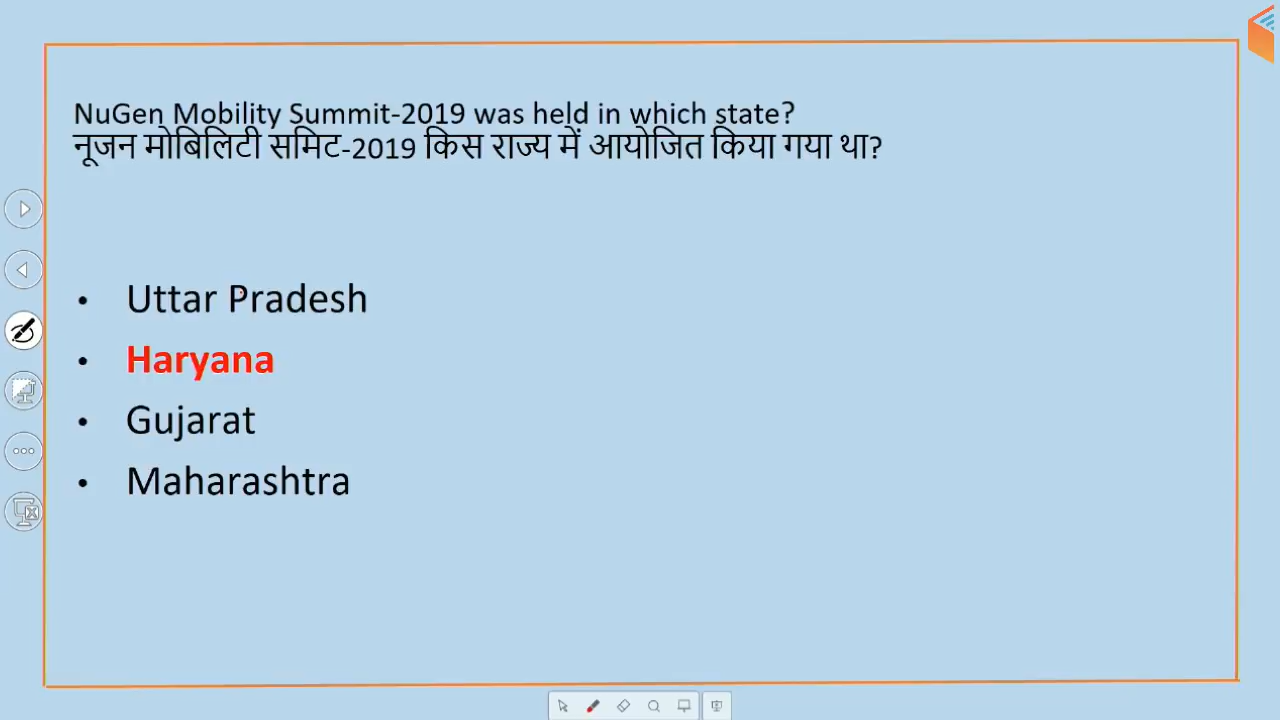 NuGen Mobility Summit-2019 was held in which state?
नूजन मोबिलिटी समिट-2019 किस राज्य में आयोजित किया गया था?
• Uttar Pradesh
• Haryana
• Gujarat
• Maharashtra